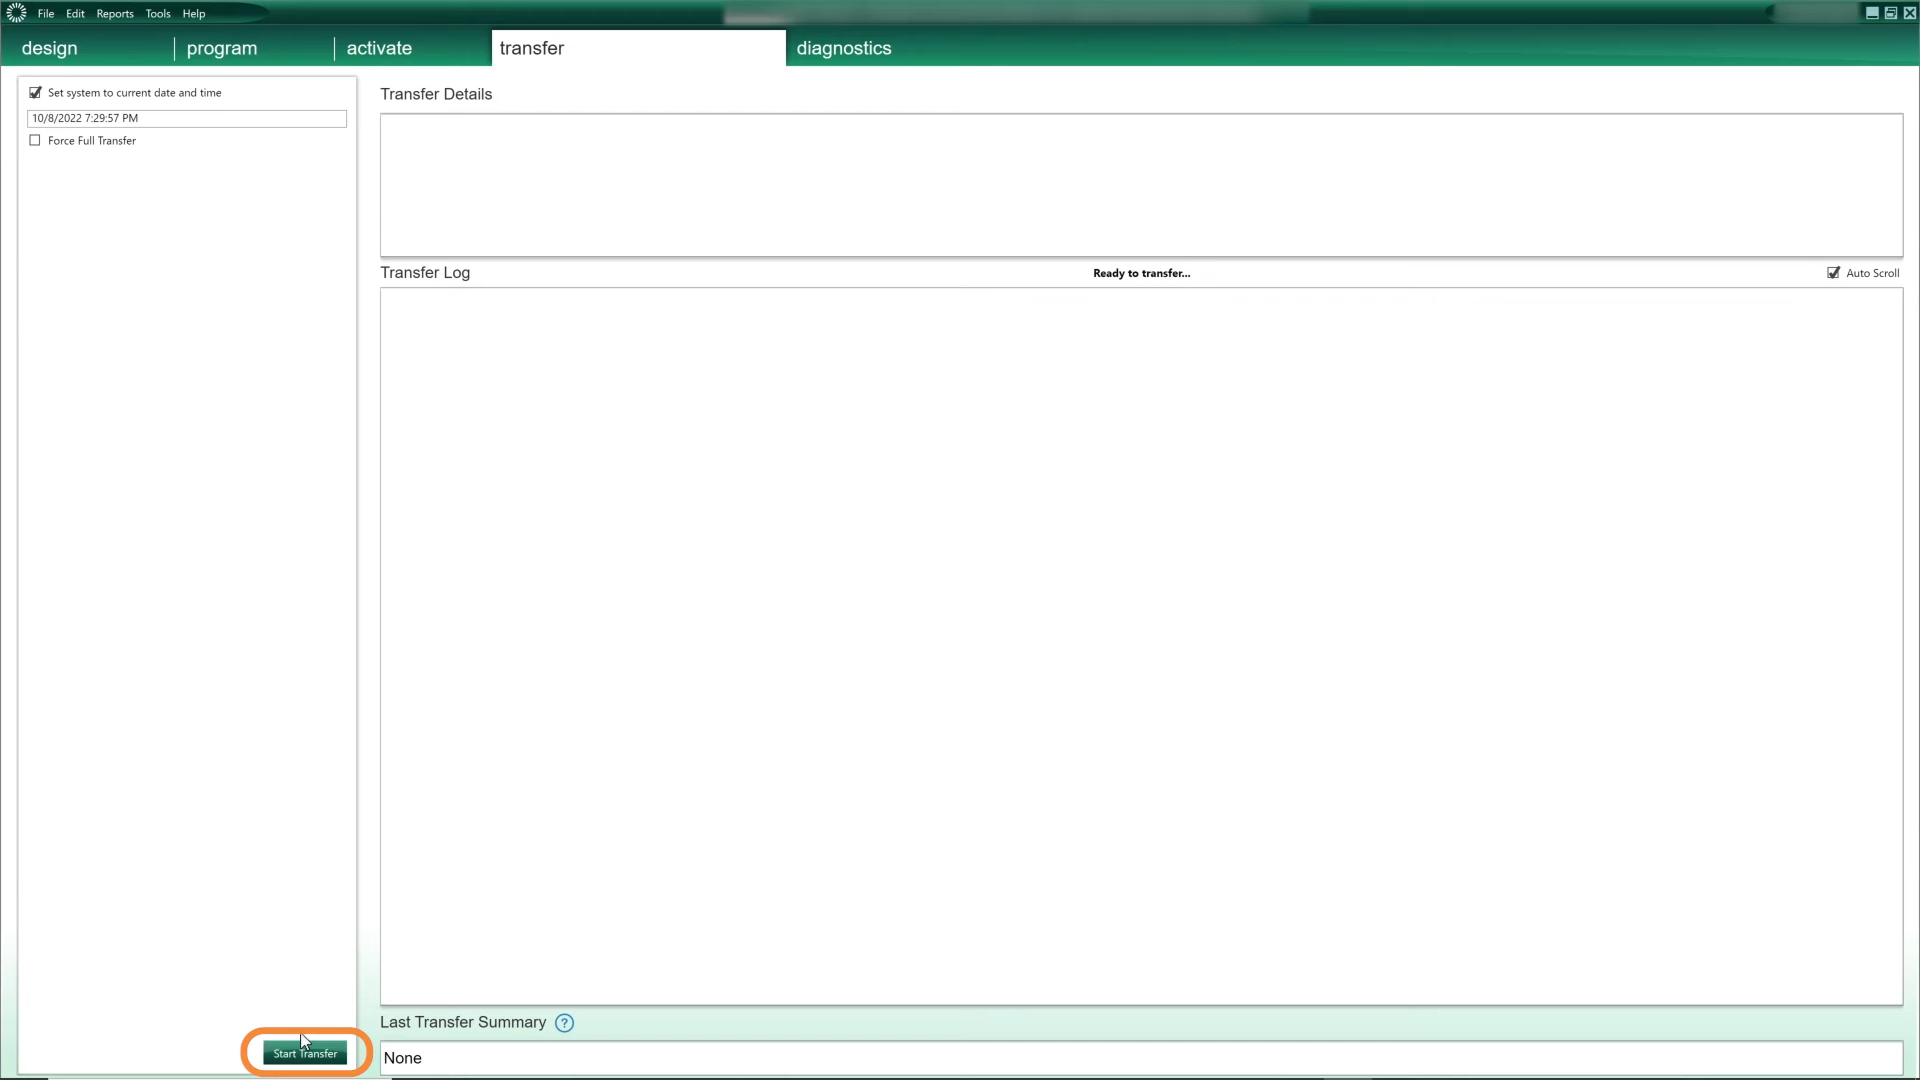 File Edit Reports Tools Help
design program activate transfer diagnostics
Set system to current date and time
10/8/2022 7:29:57 PM
Force Full Transfer
Transfer Details
Transfer Log Ready to transfer... Auto Scroll
Last Transfer Summary ?
None
Start Transfer